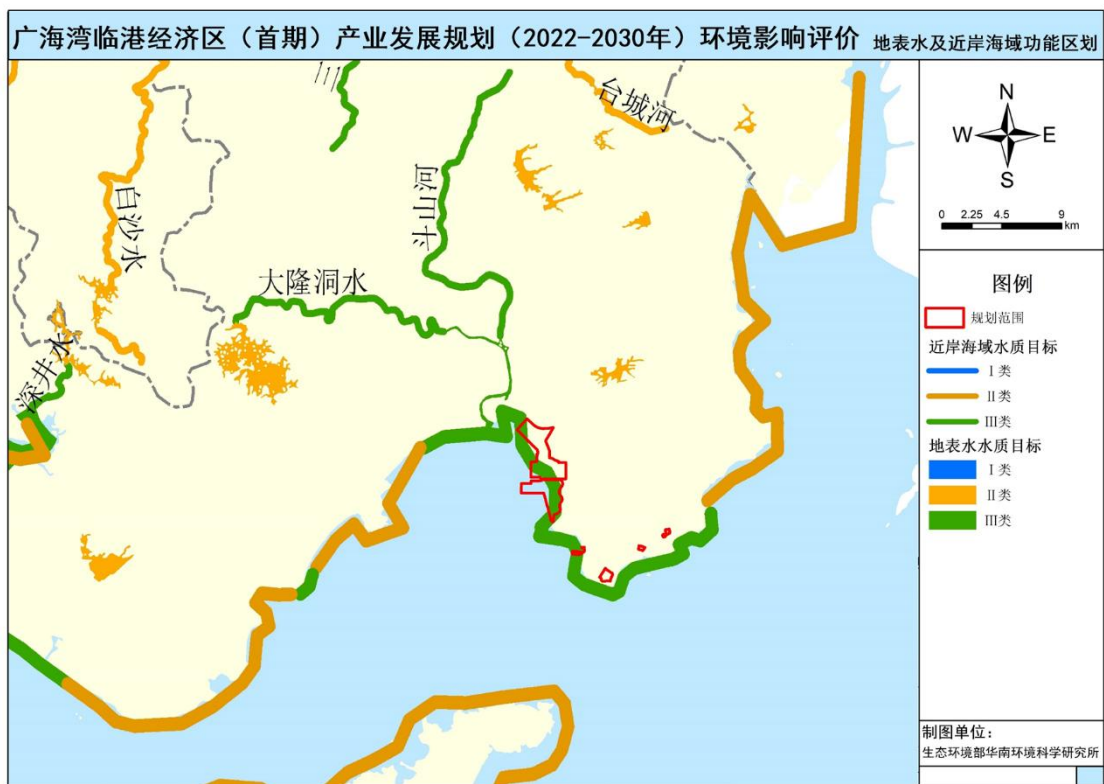 广海湾临港经济区（首期）产业发展规划（2022-2030年）环境影响评价 地表水及近岸海域功能区划
台城河
白沙水
斗山河
大隆洞水
深井水
N
W E
S
0 2.25 4.5 9
km
图例
规划范围
近岸海域水质目标
Ⅰ类
Ⅱ类
Ⅲ类
地表水水质目标
Ⅰ类
Ⅱ类
Ⅲ类
制图单位：
生态环境部华南环境科学研究所